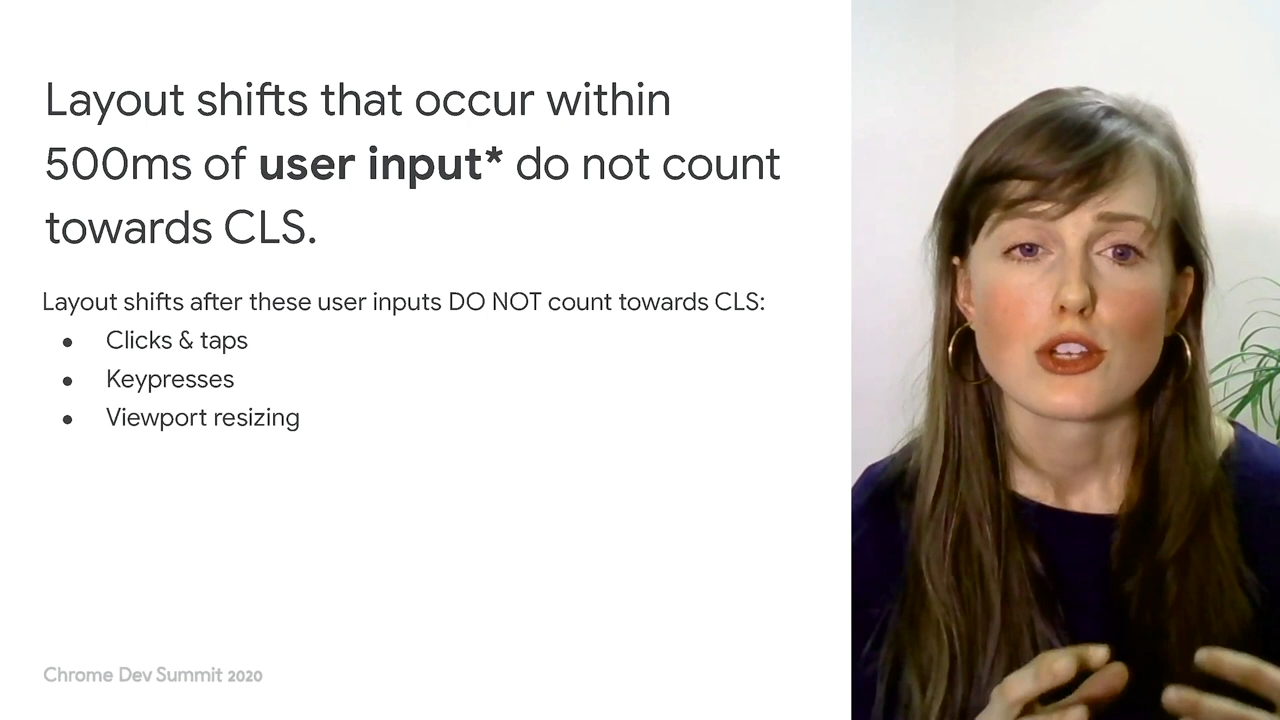 Layout shifts that occur within
500ms of user input* do not count
towards CLS.
Layout shifts after these user inputs DO NOT count towards CLS:
● Clicks & taps
● Keypresses
● Viewport resizing
Chrome Dev Summit 2020